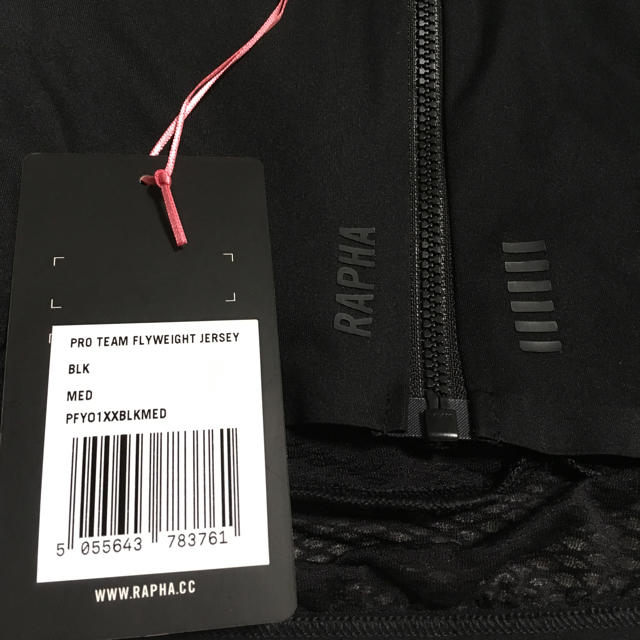 PRO TEAM FLYWEIGHT JERSEY
BLK
MED
PFY01XXBLKMED
5 055643 783761
WWW.RAPHA.CC
RAPHA